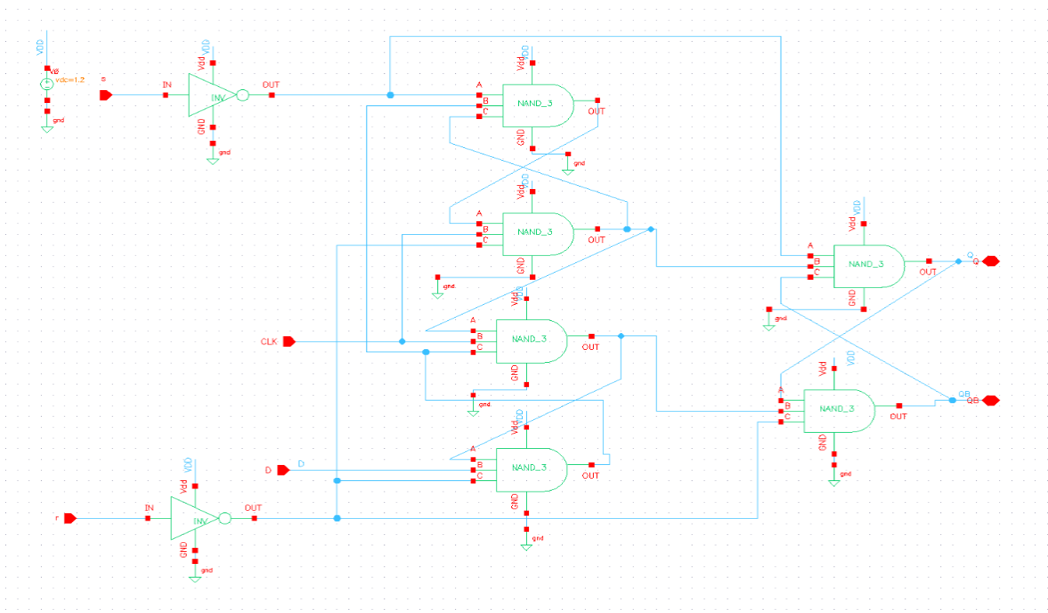 VDD
V0
vdc=1.2
gnd
s
IN
VDD
Vdd
INV
OUT
GND
gnd
VDD
Vdd
A
B
C
NAND_3
OUT
GND
gnd
VDD
Vdd
A
B
C
NAND_3
OUT
GND
gnd
VDD
Vdd
A
B
C
NAND_3
OUT
GND
gnd
CLK
VDD
Vdd
A
B
C
NAND_3
OUT
GND
gnd
D
D
VDD
Vdd
A
B
C
NAND_3
OUT
GND
gnd
Q
Q
VDD
Vdd
A
B
C
NAND_3
OUT
GND
gnd
QB
QB
r
IN
VDD
Vdd
INV
OUT
GND
gnd